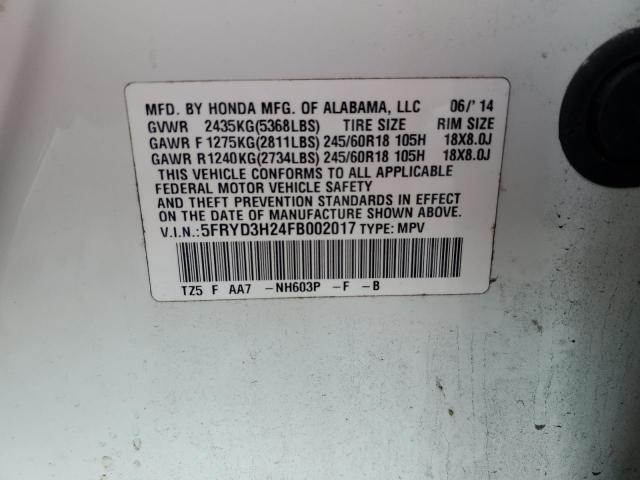 MFD. BY HONDA MFG. OF ALABAMA, LLC 06/'14
GVWR 2435KG(5368LBS) TIRE SIZE RIM SIZE
GAWR F 1275KG(2811LBS) 245/60R18 105H 18X8.0J
GAWR R1240KG(2734LBS) 245/60R18 105H 18X8.0J
THIS VEHICLE CONFORMS TO ALL APPLICABLE
FEDERAL MOTOR VEHICLE SAFETY
AND THEFT PREVENTION STANDARDS IN EFFECT
ON THE DATE OF MANUFACTURE SHOWN ABOVE.
V.I.N.:5FRYD3H24FB002017 TYPE: MPV
TZ5 F AA7 -NH603P -F -B